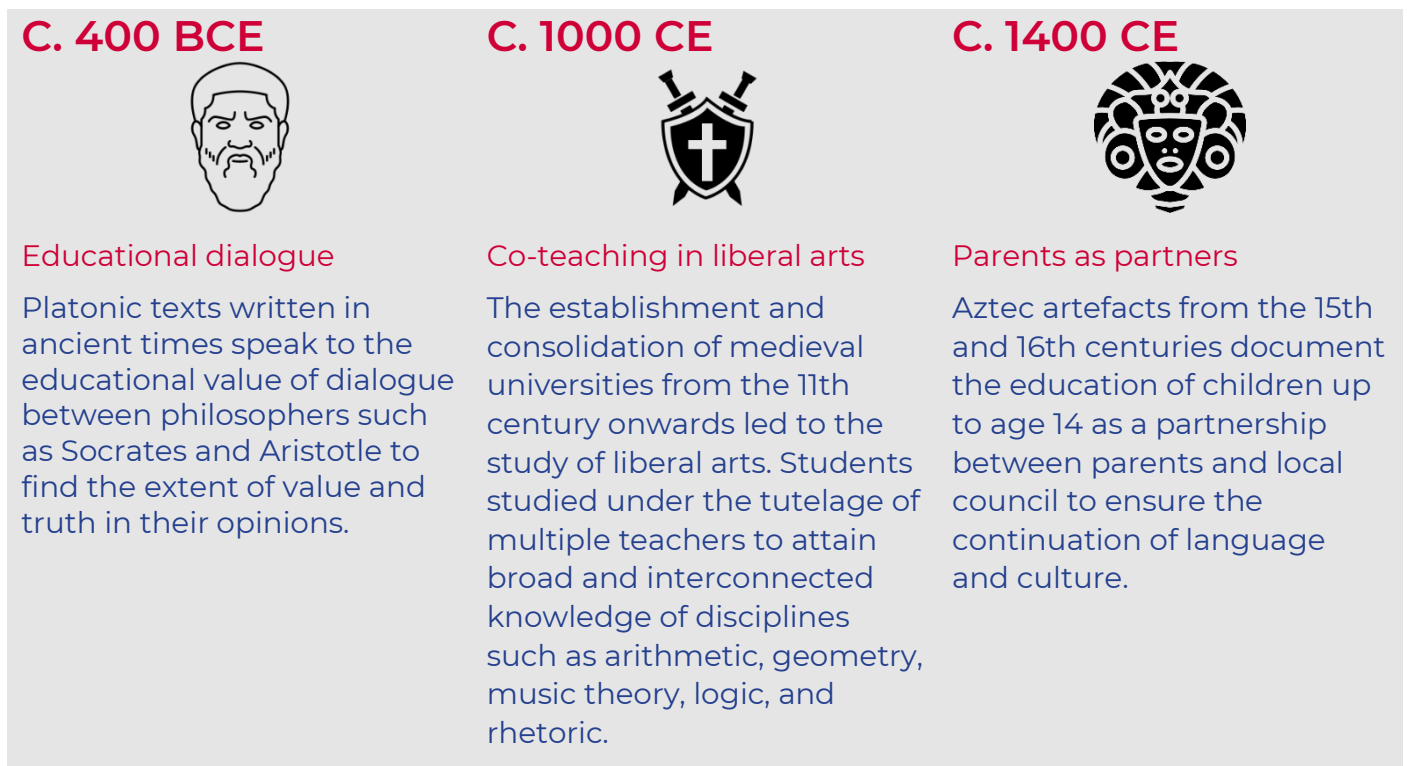 C. 400 BCE
Educational dialogue
Platonic texts written in
ancient times speak to the
educational value of dialogue
between philosophers such
as Socrates and Aristotle to
find the extent of value and
truth in their opinions.
C. 1000 CE
Co-teaching in liberal arts
The establishment and
consolidation of medieval
universities from the 11th
century onwards led to the
study of liberal arts. Students
studied under the tutelage of
multiple teachers to attain
broad and interconnected
knowledge of disciplines
such as arithmetic, geometry,
music theory, logic, and
rhetoric.
C. 1400 CE
Parents as partners
Aztec artefacts from the 15th
and 16th centuries document
the education of children up
to age 14 as a partnership
between parents and local
council to ensure the
continuation of language
and culture.